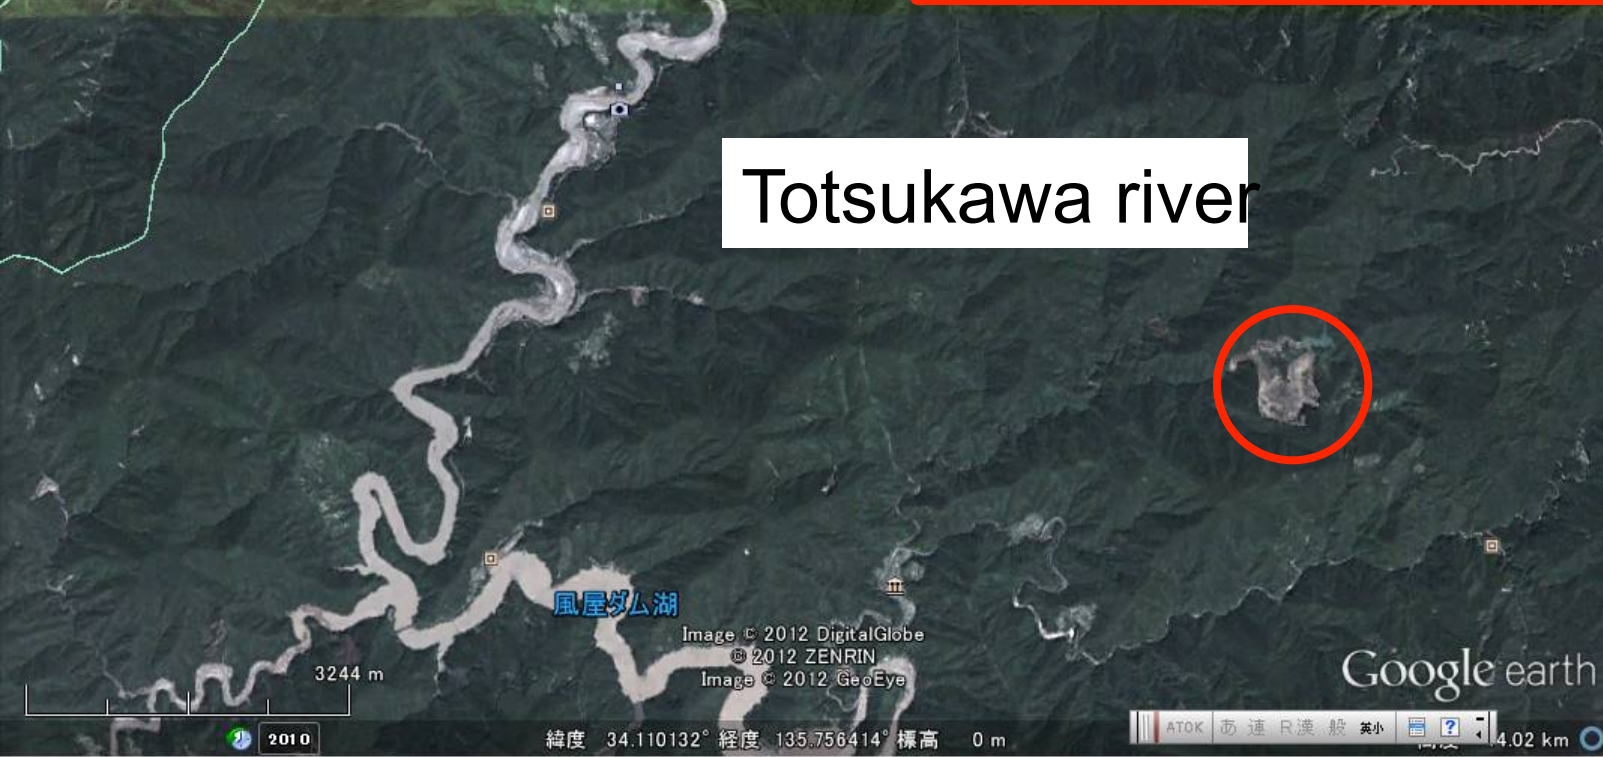 Totsukawa river
風屋ダム湖
Image © 2012 DigitalGlobe
© 2012 ZENRIN
Image © 2012 GeoEye
3244 m
Google earth
2010
緯度 34.110132° 経度 135.756414° 標高 0 m
ATOK あ 連 R漢 般 英小
4.02 km